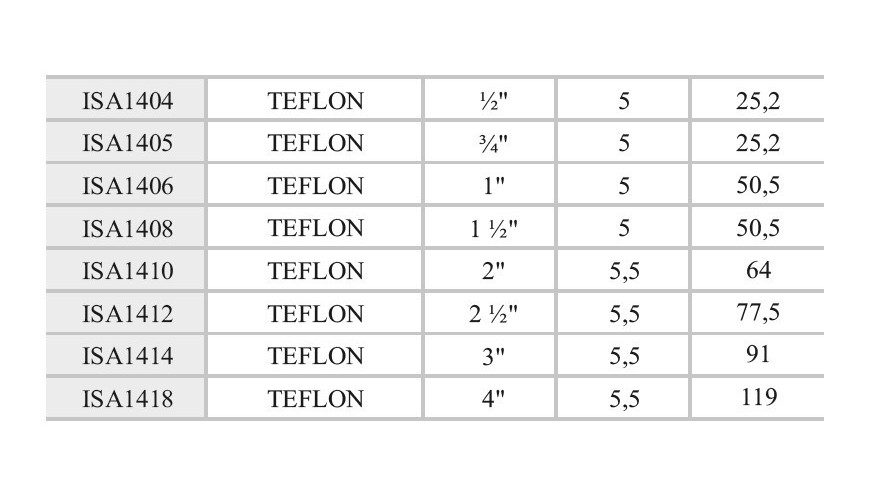 ISA1404 TEFLON ½" 5 25,2
ISA1405 TEFLON ¾" 5 25,2
ISA1406 TEFLON 1" 5 50,5
ISA1408 TEFLON 1 ½" 5 50,5
ISA1410 TEFLON 2" 5,5 64
ISA1412 TEFLON 2 ½" 5,5 77,5
ISA1414 TEFLON 3" 5,5 91
ISA1418 TEFLON 4" 5,5 119